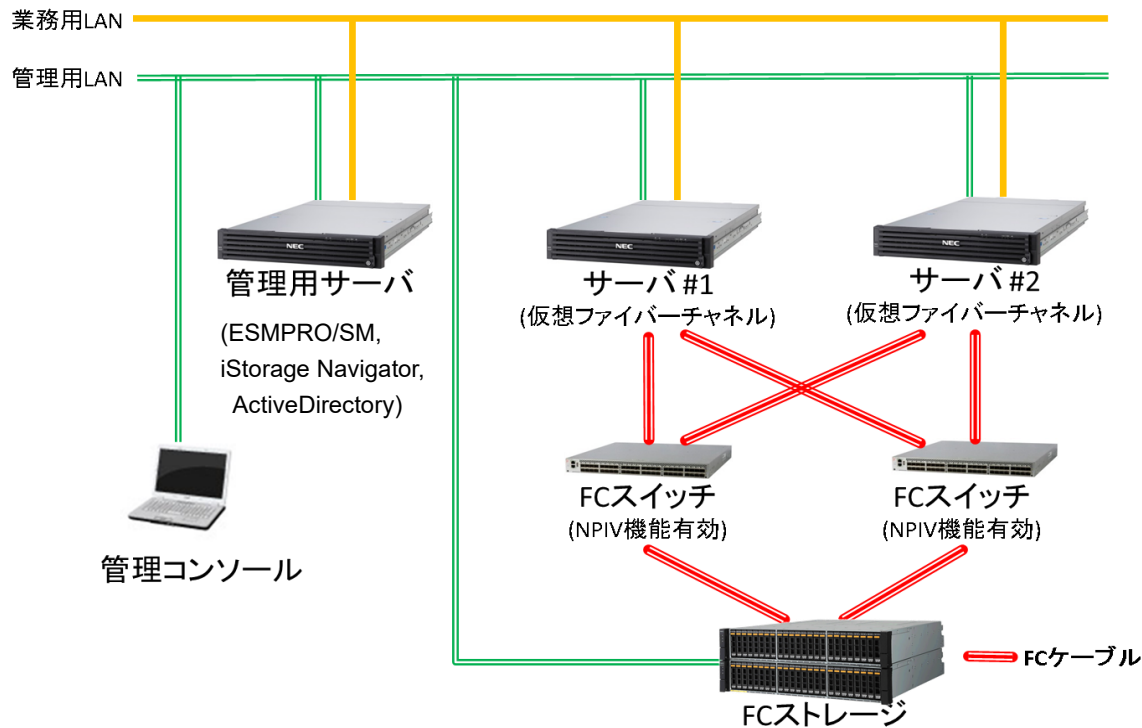 業務用LAN
管理用LAN
NEC
NEC
NEC
管理用サーバ
サーバ #1
サーバ #2
(仮想ファイバーチャネル)
(仮想ファイバーチャネル)
(ESMPRO/SM,
iStorage Navigator,
ActiveDirectory)
FCスイッチ
FCスイッチ
(NPIV機能有効)
(NPIV機能有効)
管理コンソール
FCケーブル
FCストレージ